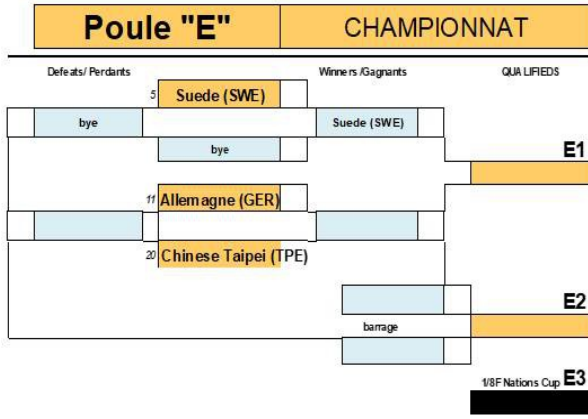 Poule "E" CHAMPIONNAT
Defeats/ Perdants Winners /Gagnants QUALIFIEDS
5 Suede (SWE)
bye Suede (SWE)
bye E1
11 Allemagne (GER)
20 Chinese Taipei (TPE)
E2
barrage
1/8F Nations Cup E3